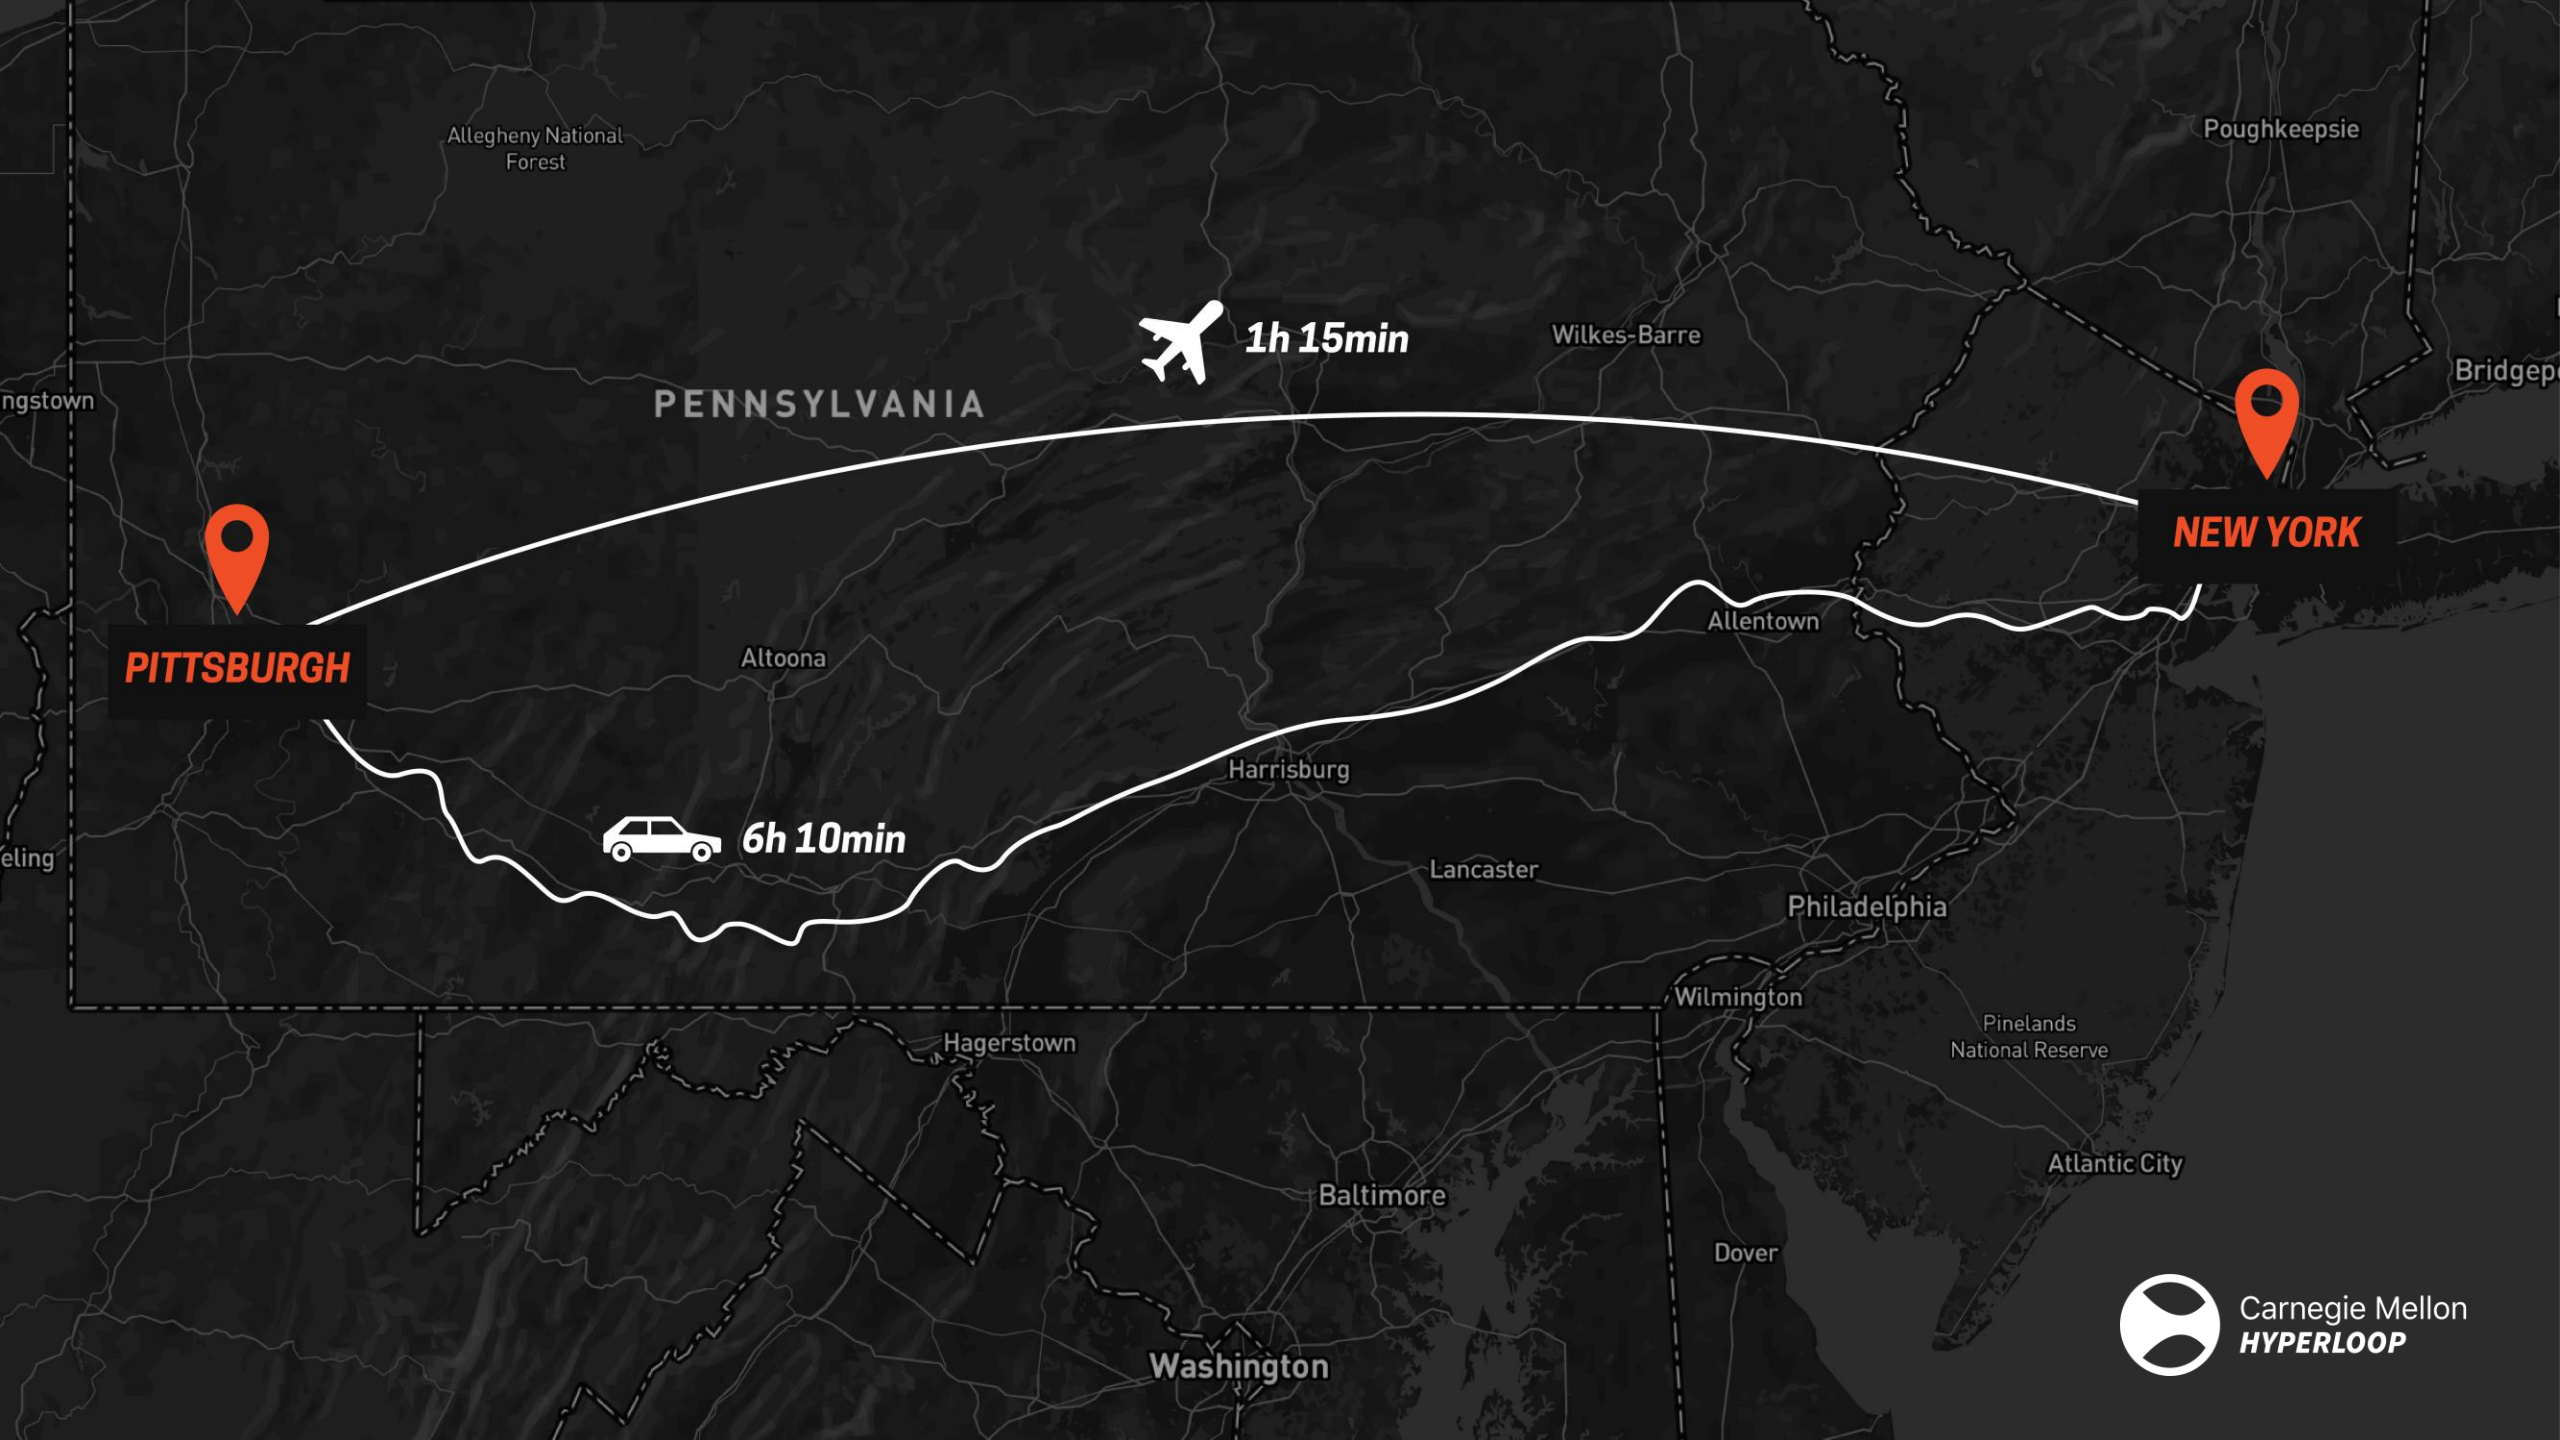 Allegheny National
Forest
Poughkeepsie
1h 15min
Wilkes-Barre
Bridgep
ngstown
PENNSYLVANIA
NEW YORK
PITTSBURGH
Altoona
Allentown
Harrisburg
6h 10min
eling
Lancaster
Philadelphia
Wilmington
Hagerstown
Pinelands
National Reserve
Atlantic City
Baltimore
Dover
Washington
Carnegie Mellon
HYPERLOOP